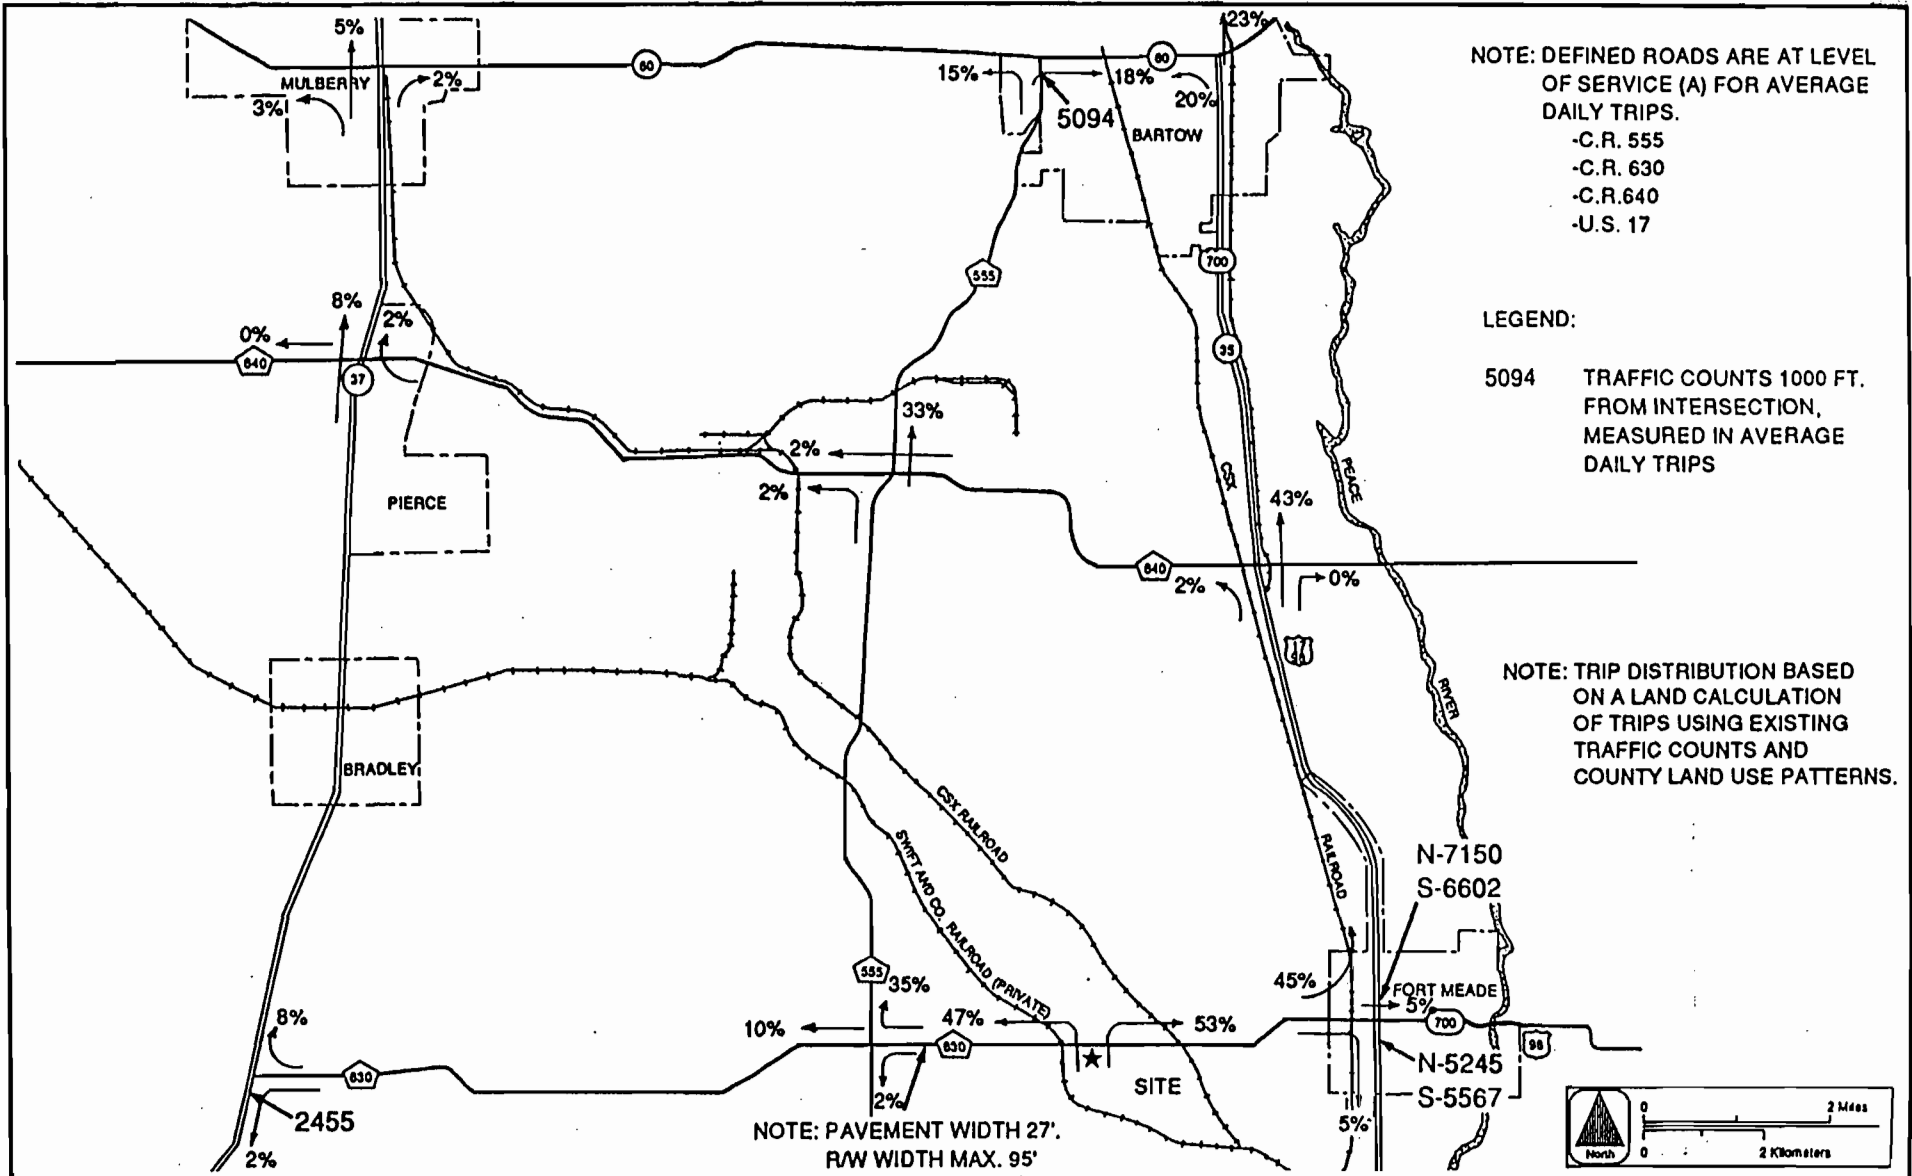 5%
23%
60
60
MULBERRY
2%
3%
15%
18%
20%
5094
BARTOW
NOTE: DEFINED ROADS ARE AT LEVEL
OF SERVICE (A) FOR AVERAGE
DAILY TRIPS.
-C.R. 555
-C.R. 630
-C.R.640
-U.S. 17
700
555
8%
2%
0%
640
37
35
LEGEND:
5094 TRAFFIC COUNTS 1000 FT.
FROM INTERSECTION,
MEASURED IN AVERAGE
DAILY TRIPS
33%
2%
2%
CSX
PEACE
PIERCE
43%
640
2%
0%
17
RIVER
NOTE: TRIP DISTRIBUTION BASED
ON A LAND CALCULATION
OF TRIPS USING EXISTING
TRAFFIC COUNTS AND
COUNTY LAND USE PATTERNS.
BRADLEY
CSX RAILROAD
SWIFT AND CO. RAILROAD (PRIVATE)
RAILROAD
N-7150
S-6602
555
35%
45%
FORT MEADE
5%
8%
10%
47%
53%
700
98
630
630
SITE
N-5245
S-5567
2%
2455
2%
5%
NOTE: PAVEMENT WIDTH 27'.
R/W WIDTH MAX. 95'
North
0 2 Miles
0 2 Kilometers